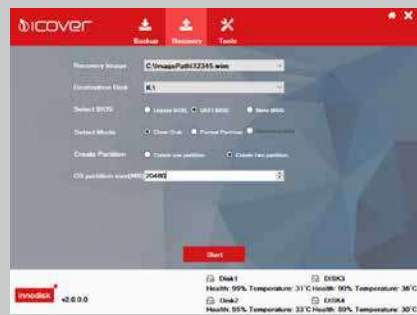 iCOVER
Backup Recovery Tools
Recovery Image C:\ImagePath\12345.wim
Destination Disk K:\
Select BIOS Legacy BIOS UEFI BIOS None BIOS
Select Mode Clean Disk Format Partition
Create Partition Create one partition Create two partition
OS partition size(MB) 20480
Start
Disk1 DISK3
Health: 99% Temperature: 31°C Health: 90% Temperature: 36°C
innodisk v2.0.0.0
Disk2 DISK4
Health: 55% Temperature: 33°C Health: 89% Temperature: 30°C